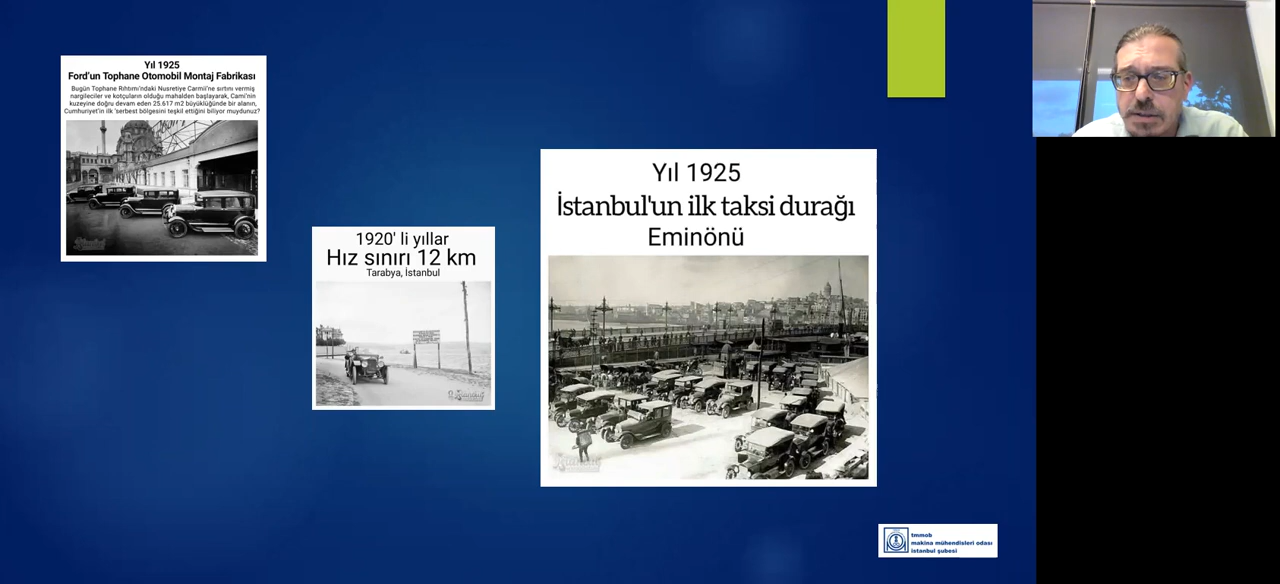 Yıl 1925
Ford'un Tophane Otomobil Montaj Fabrikası
Bugün Tophane Rıhtımı'ndaki Nusretiye Camii'ne sırtını vermiş
nargileciler ve kotçuların olduğu mahalden başlayarak, Cami'nin
kuzeyine doğru devam eden 25.617 m2 büyüklüğünde bir alanın,
Cumhuriyet'in ilk 'serbest bölgesini teşkil ettiğini biliyor muydunuz?
1920' li yıllar
Hız sınırı 12 km
Tarabya, İstanbul
Yıl 1925
İstanbul'un ilk taksi durağı
Eminönü
tmmob
makina mühendisleri odası
istanbul şubesi